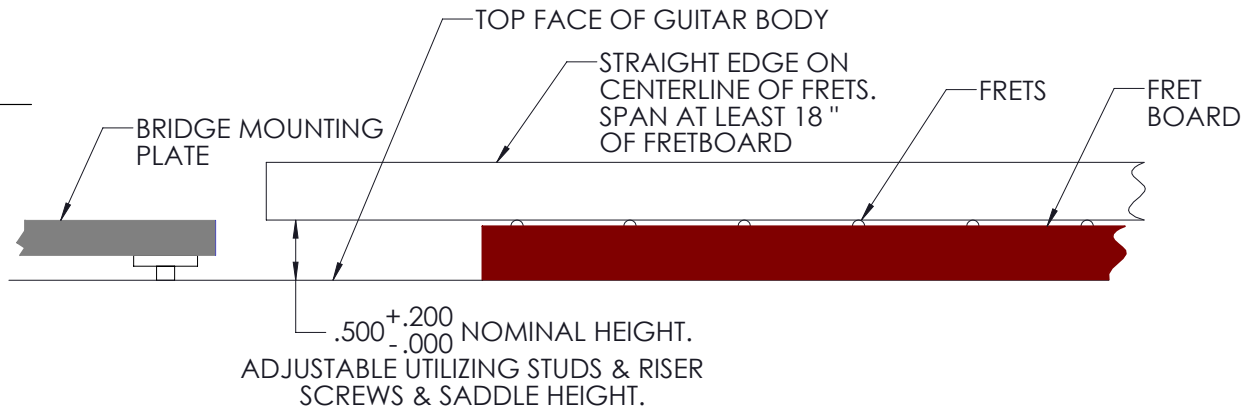 TOP FACE OF GUITAR BODY
STRAIGHT EDGE ON
CENTERLINE OF FRETS.
SPAN AT LEAST 18 "
OF FRETBOARD
FRETS
FRET
BOARD
BRIDGE MOUNTING
PLATE
.500 +.200 -.000 NOMINAL HEIGHT.
ADJUSTABLE UTILIZING STUDS & RISER
SCREWS & SADDLE HEIGHT.